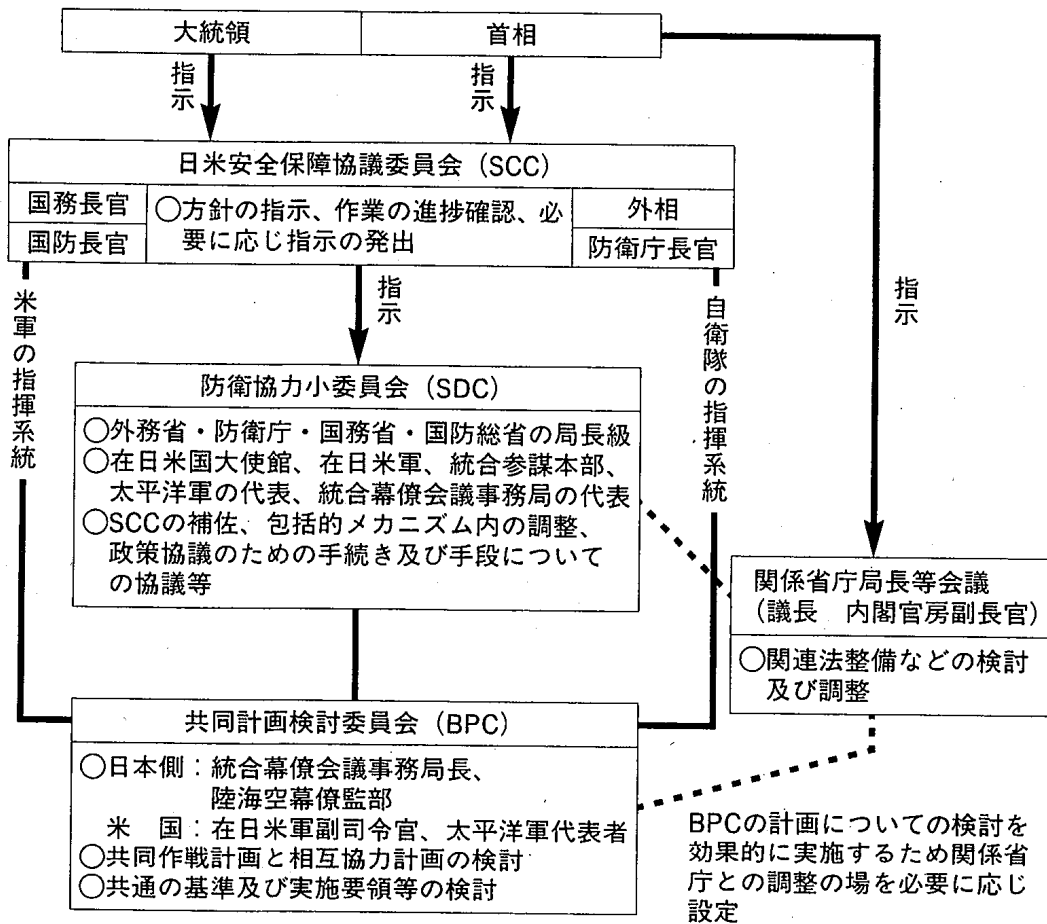 大統領
首相
指示
指示
指示
日米安全保障協議委員会（SCC）
国務長官
国防長官
○方針の指示、作業の進捗確認、必
要に応じ指示の発出
外相
防衛庁長官
米軍の指揮系統
指示
自衛隊の指揮系統
防衛協力小委員会（SDC）
○外務省・防衛庁・国務省・国防総省の局長級
○在日米国大使館、在日米軍、統合参謀本部、
太平洋軍の代表、統合幕僚会議事務局の代表
○SCCの補佐、包括的メカニズム内の調整、
政策協議のための手続き及び手段について
の協議等
関係省庁局長等会議
（議長　内閣官房副長官）
○関連法整備などの検討
及び調整
共同計画検討委員会（BPC）
○日本側：統合幕僚会議事務局長、
陸海空幕僚監部
米　国：在日米軍副司令官、太平洋軍代表者
○共同作戦計画と相互協力計画の検討
○共通の基準及び実施要領等の検討
BPCの計画についての検討を
効果的に実施するため関係省
庁との調整の場を必要に応じ
設定